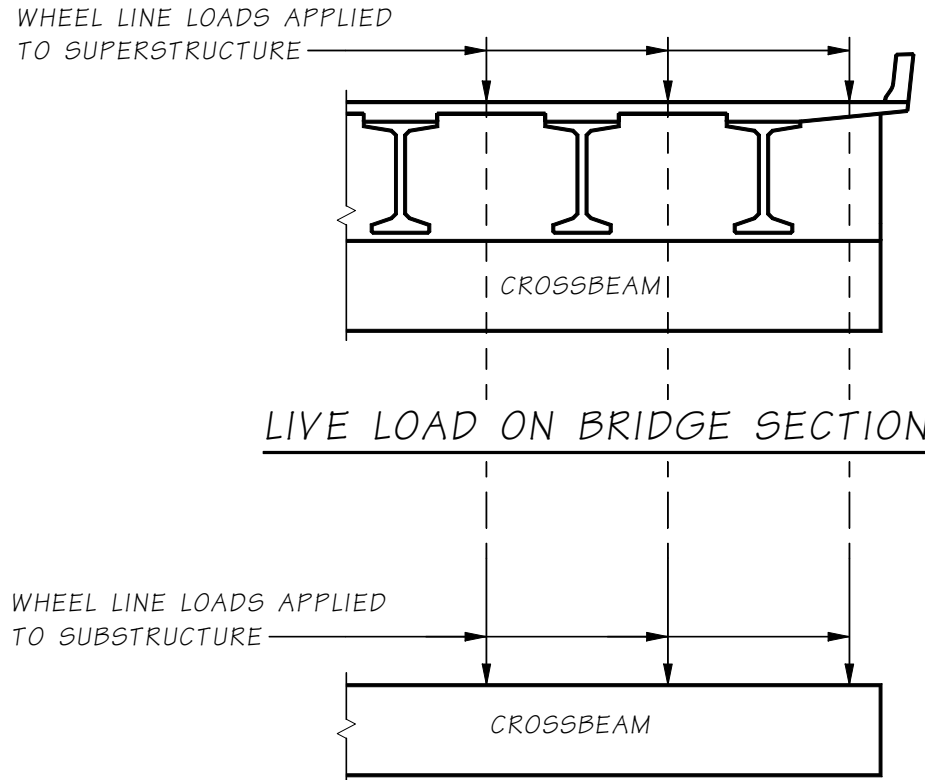 WHEEL LINE LOADS APPLIED
TO SUPERSTRUCTURE
CROSSBEAM
LIVE LOAD ON BRIDGE SECTION
WHEEL LINE LOADS APPLIED
TO SUBSTRUCTURE
CROSSBEAM